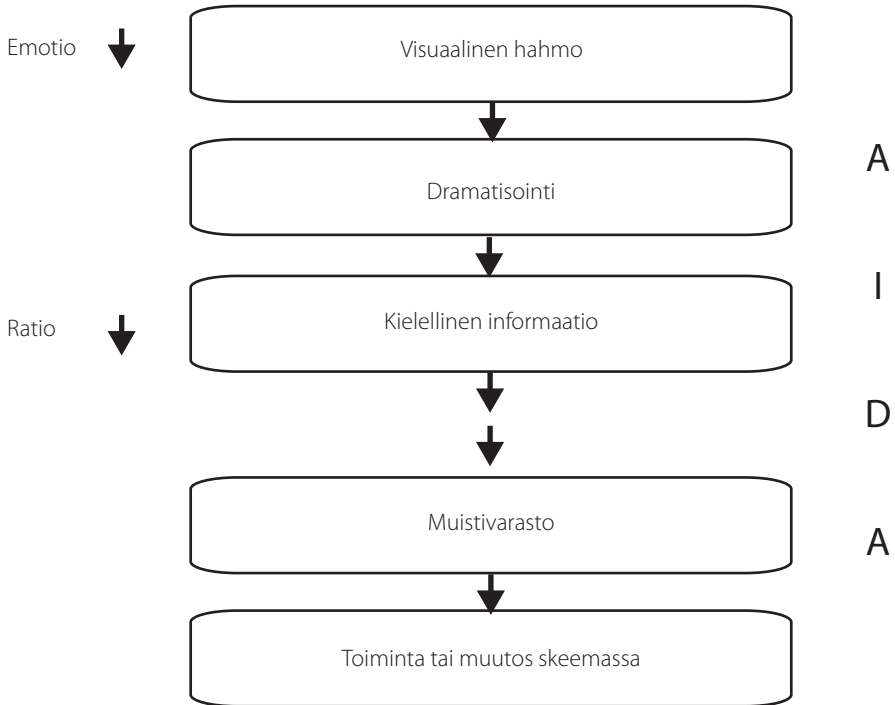 Emotio
Visuaalinen hahmo
A
Dramatisointi
I
Ratio
Kielellinen informaatio
D
Muistivarasto
A
Toiminta tai muutos skeemassa